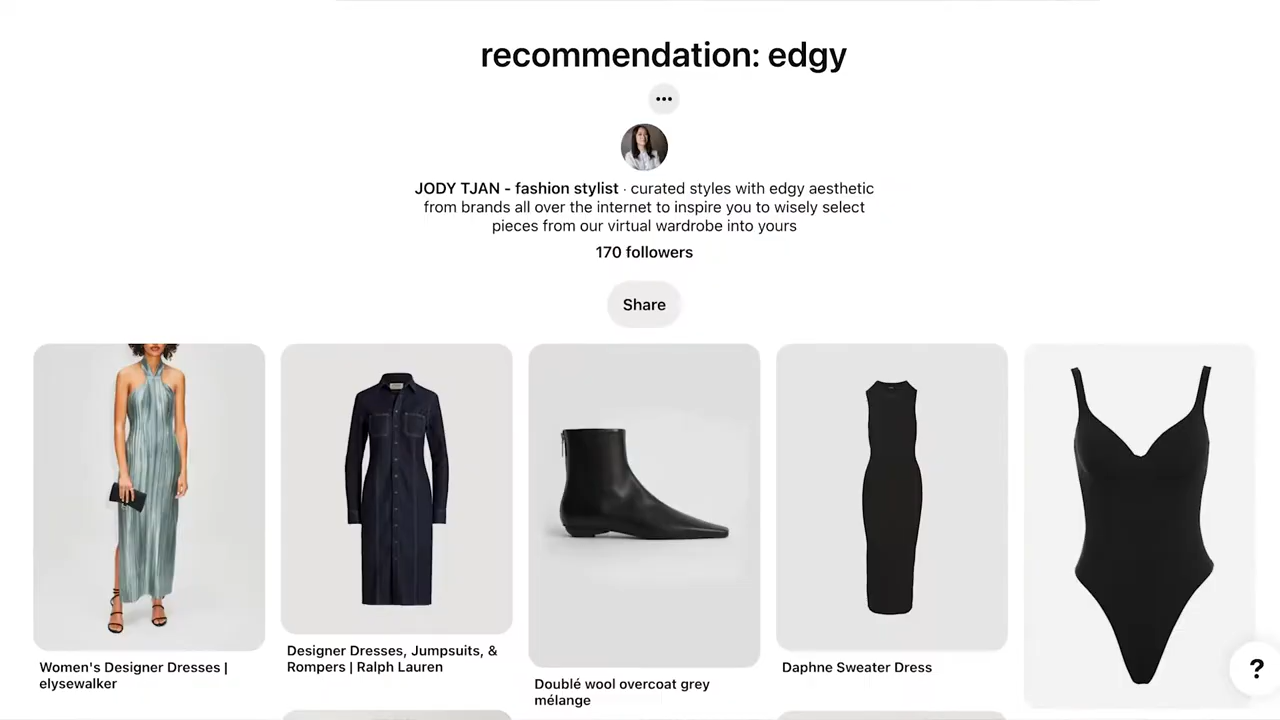 recommendation: edgy
•••
JODY TJAN - fashion stylist · curated styles with edgy aesthetic
from brands all over the internet to inspire you to wisely select
pieces from our virtual wardrobe into yours
170 followers
Share
Women's Designer Dresses |
elysewalker
Designer Dresses, Jumpsuits, &
Rompers | Ralph Lauren
Doublé wool overcoat grey
mélange
Daphne Sweater Dress
?